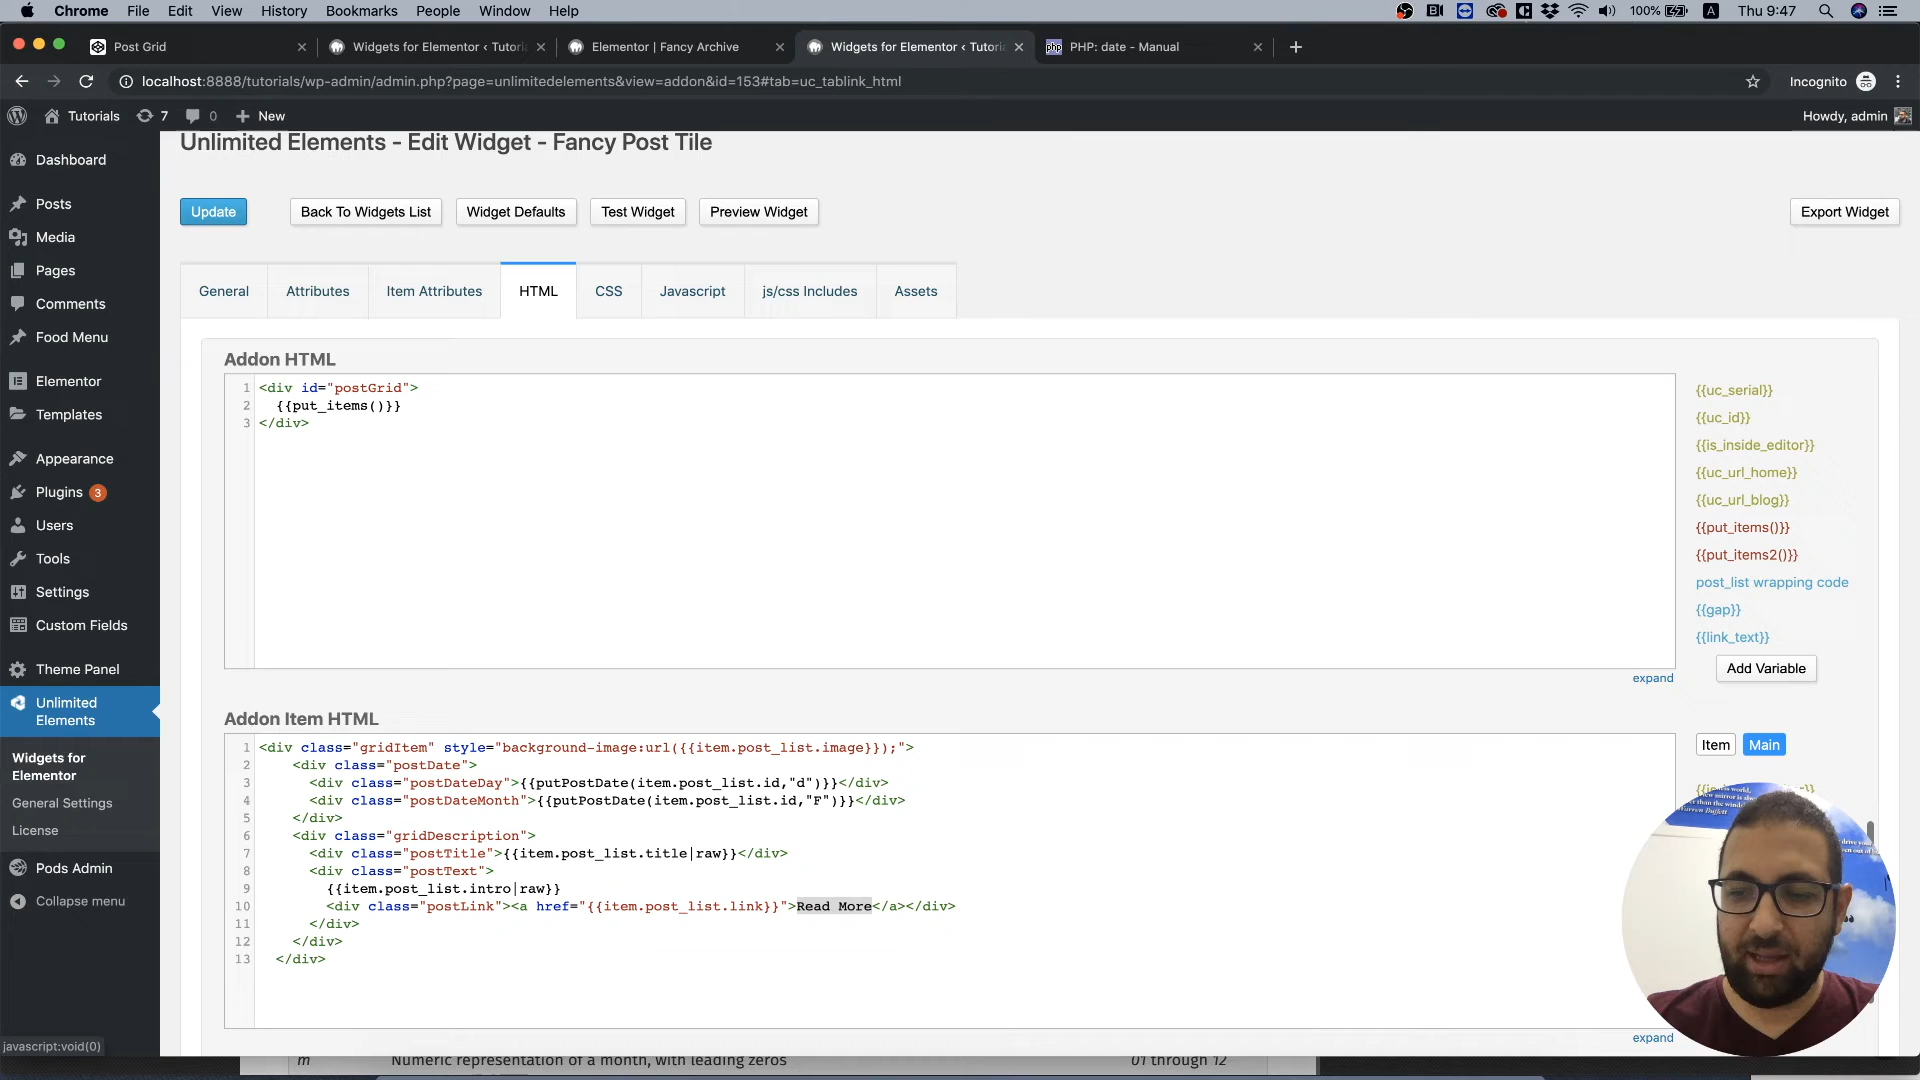 Chrome File Edit View History Bookmarks People Window Help 100% A Thu 9:47
Post Grid
Widgets for Elementor ‹ Tutoria
Elementor | Fancy Archive
Widgets for Elementor ‹ Tutoria
php PHP: date - Manual
localhost:8888/tutorials/wp-admin/admin.php?page=unlimitedelements&view=addon&id=153#tab=uc_tablink_html
Incognito
Tutorials 7 0 New
Howdy, admin
Dashboard
Posts
Media
Pages
Comments
Food Menu
Elementor
Templates
Appearance
Plugins 3
Users
Tools
Settings
Custom Fields
Theme Panel
Unlimited
Elements
Widgets for
Elementor
General Settings
License
Pods Admin
Collapse menu
javascript:void(0)
Unlimited Elements - Edit Widget - Fancy Post Tile
Update
Back To Widgets List
Widget Defaults
Test Widget
Preview Widget
Export Widget
General
Attributes
Item Attributes
HTML
CSS
Javascript
js/css Includes
Assets
Addon HTML
1 <div id="postGrid">
2 {{put_items()}}
3 </div>
expand
{{uc_serial}}
{{uc_id}}
{{is_inside_editor}}
{{uc_url_home}}
{{uc_url_blog}}
{{put_items()}}
{{put_items2()}}
post_list wrapping code
{{gap}}
{{link_text}}
Add Variable
Addon Item HTML
1 <div class="gridItem" style="background-image:url({{item.post_list.image}});">
2 <div class="postDate">
3 <div class="postDateDay">{{putPostDate(item.post_list.id,"d")}}</div>
4 <div class="postDateMonth">{{putPostDate(item.post_list.id,"F")}}</div>
5 </div>
6 <div class="gridDescription">
7 <div class="postTitle">{{item.post_list.title|raw}}</div>
8 <div class="postText">
9 {{item.post_list.intro|raw}}
10 <div class="postLink"><a href="{{item.post_list.link}}">Read More</a></div>
11 </div>
12 </div>
13 </div>
expand
Item Main
m Numeric representation of a month, with leading zeros 01 through 12